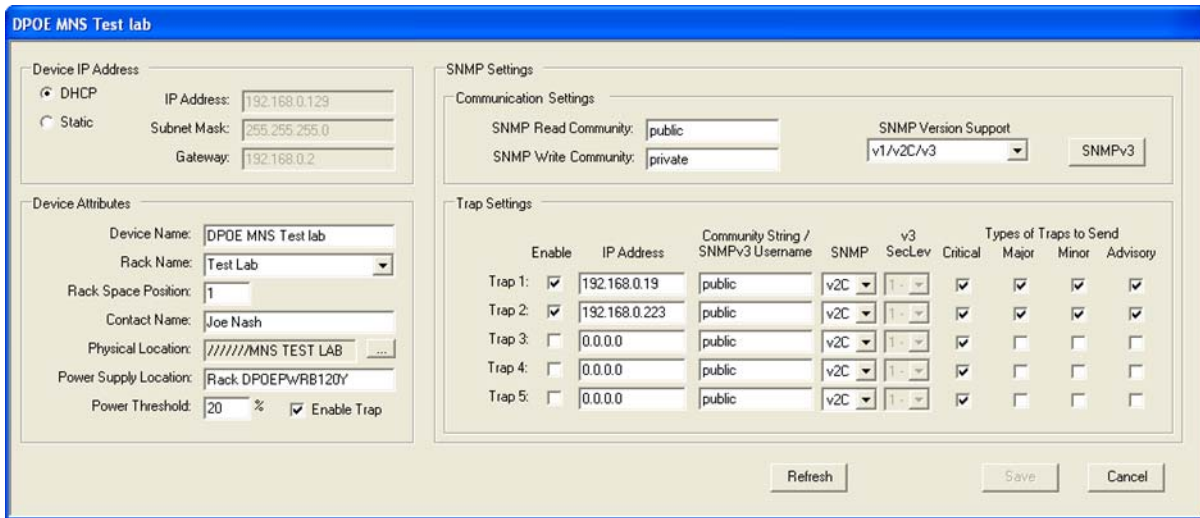 DPOE MNS Test lab
Device IP Address
DHCP
Static
IP Address: 192.168.0.129
Subnet Mask: 255.255.255.0
Gateway: 192.168.0.2
Device Attributes
Device Name: DPOE MNS Test lab
Rack Name: Test Lab
Rack Space Position: 1
Contact Name: Joe Nash
Physical Location: ///////MNS TEST LAB ...
Power Supply Location: Rack DPOEPWRB120Y
Power Threshold: 20 % Enable Trap
SNMP Settings
Communication Settings
SNMP Read Community: public
SNMP Write Community: private
SNMP Version Support
v1/v2C/v3
SNMPv3
Trap Settings
Enable IP Address Community String / SNMPv3 Username SNMP v3 SecLev Types of Traps to Send Critical Major Minor Advisory
Trap 1: 192.168.0.19 public v2C 1 -
Trap 2: 192.168.0.223 public v2C 1 -
Trap 3: 0.0.0.0 public v2C 1 -
Trap 4: 0.0.0.0 public v2C 1 -
Trap 5: 0.0.0.0 public v2C 1 -
Refresh Save Cancel